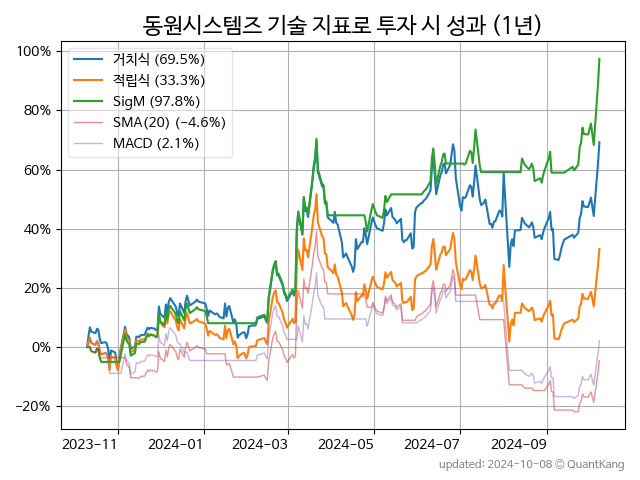 동원시스템즈 기술 지표로 투자 시 성과 (1년)
100%
80%
60%
40%
20%
0%
−20%
거치식 (69.5%)
적립식 (33.3%)
SigM (97.8%)
SMA(20) (−4.6%)
MACD (2.1%)
2023−11 2024−01 2024−03 2024−05 2024−07 2024−09
updated: 2024-10-08 © QuantKang